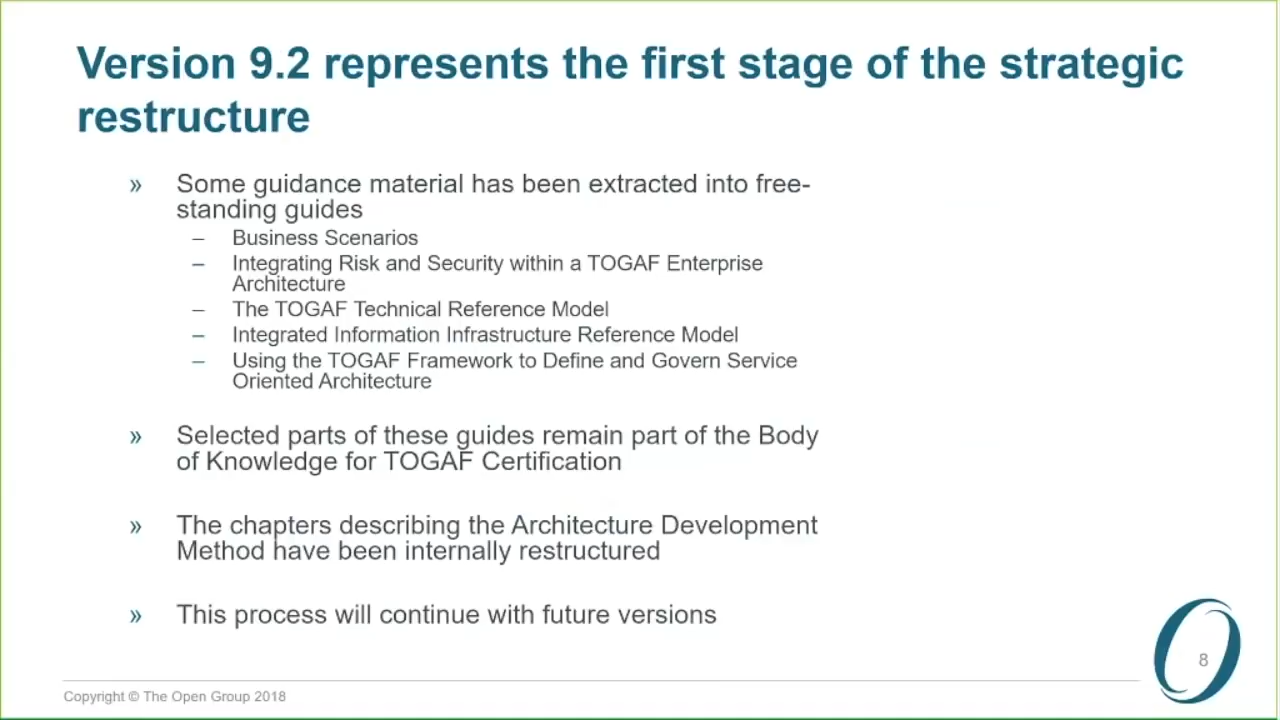 Version 9.2 represents the first stage of the strategic
restructure
» Some guidance material has been extracted into free-
standing guides
– Business Scenarios
– Integrating Risk and Security within a TOGAF Enterprise
Architecture
– The TOGAF Technical Reference Model
– Integrated Information Infrastructure Reference Model
– Using the TOGAF Framework to Define and Govern Service
Oriented Architecture
» Selected parts of these guides remain part of the Body
of Knowledge for TOGAF Certification
» The chapters describing the Architecture Development
Method have been internally restructured
» This process will continue with future versions
8
Copyright © The Open Group 2018